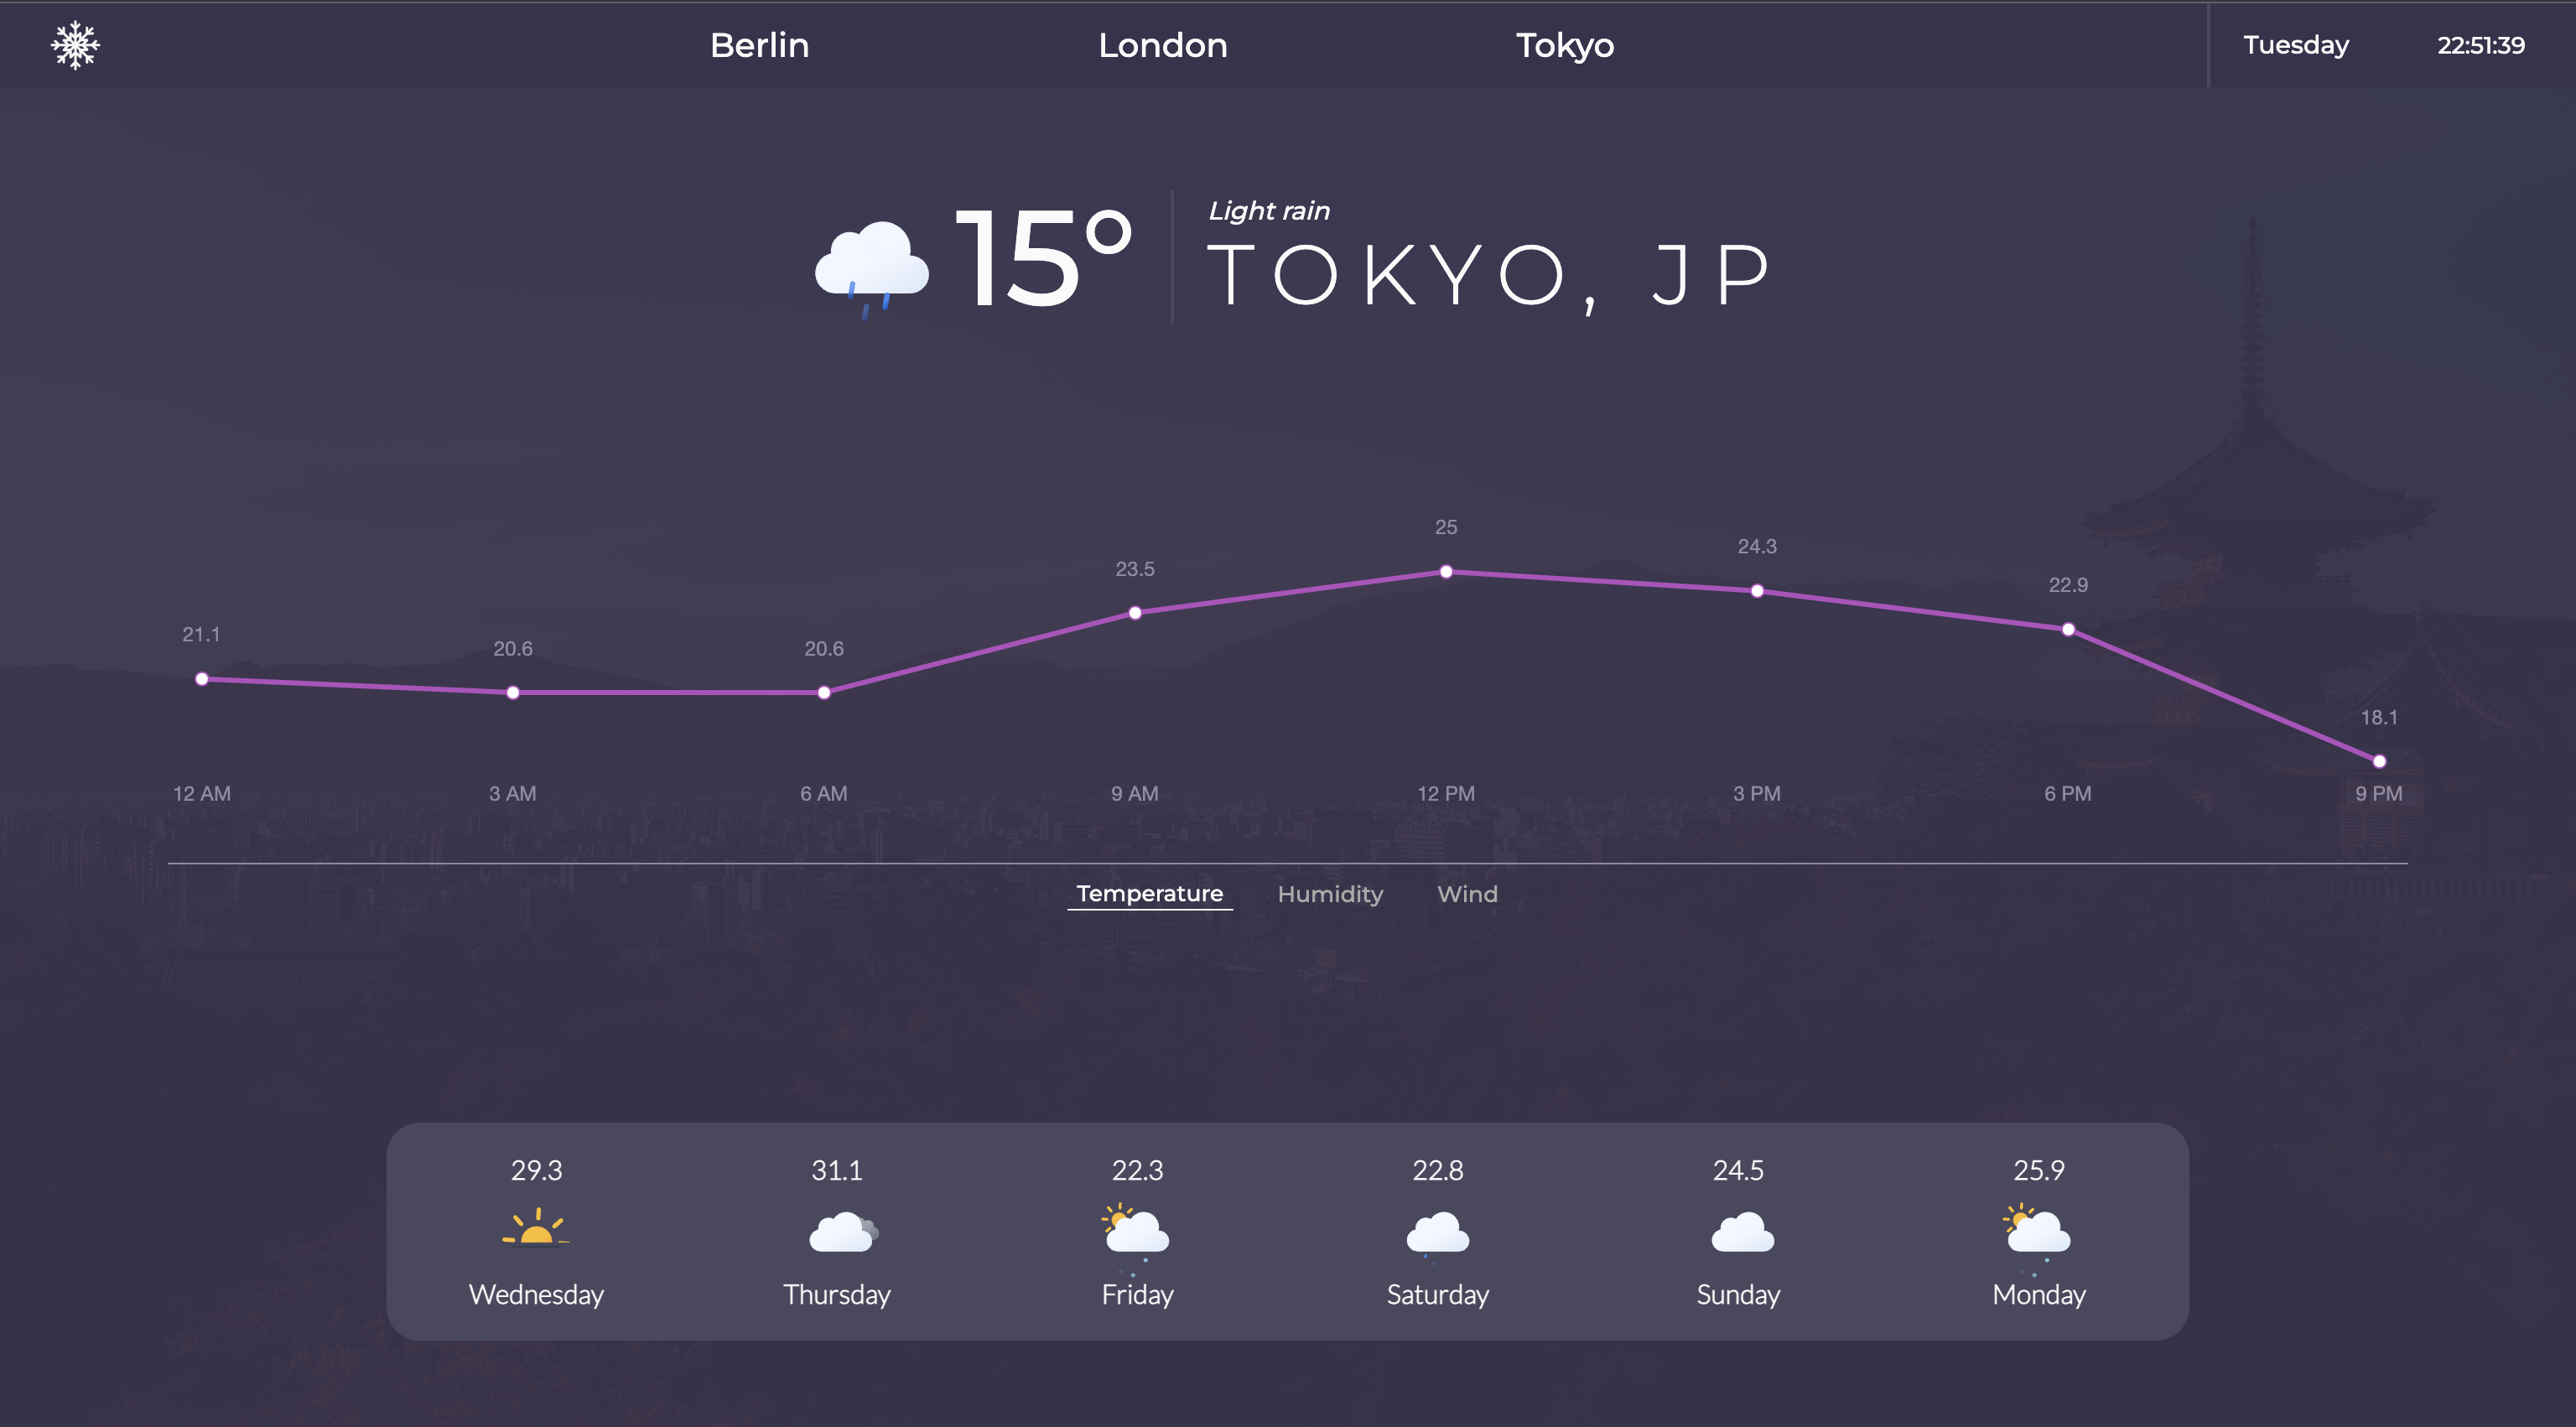 Berlin London Tokyo Tuesday 22:51:39
Light rain
15°
TOKYO, JP
21.1 20.6 20.6 23.5 25 24.3 22.9 18.1
12 AM 3 AM 6 AM 9 AM 12 PM 3 PM 6 PM 9 PM
Temperature Humidity Wind
29.3 31.1 22.3 22.8 24.5 25.9
Wednesday Thursday Friday Saturday Sunday Monday